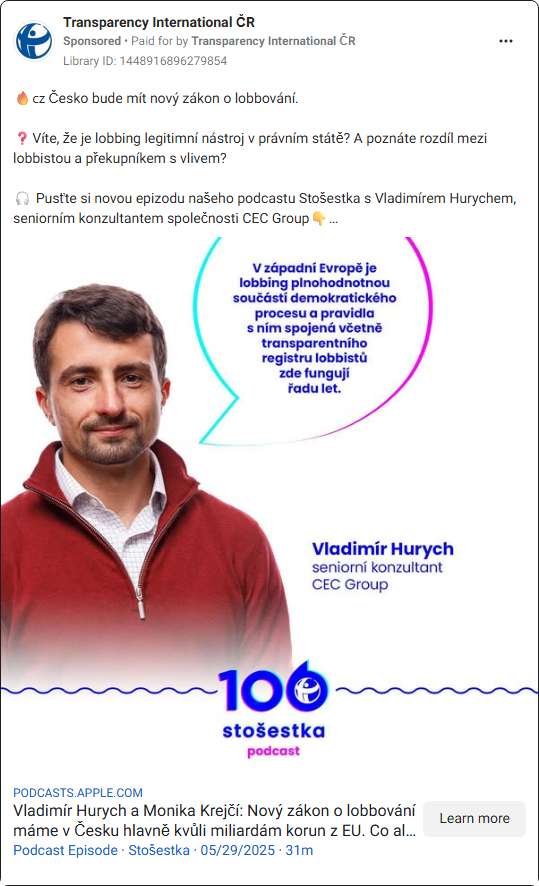 Transparency International ČR
Sponsored • Paid for by Transparency International ČR
Library ID: 1448916896279854
🔥 cz Česko bude mít nový zákon o lobbování.
❓ Víte, že je lobbing legitimní nástroj v právním státě? A poznáte rozdíl mezi
lobbistou a překupníkem s vlivem?
🎧 Pusťte si novou epizodu našeho podcastu Stošestka s Vladimírem Hurychem,
seniorním konzultantem společnosti CEC Group👇 ...
V západní Evropě je
lobbing plnohodnotnou
součástí demokratického
procesu a pravidla
s ním spojená včetně
transparentního
registru lobbistů
zde fungují
řadu let.
Vladimír Hurych
seniorní konzultant
CEC Group
106
stošestka
podcast
PODCASTS.APPLE.COM
Vladimír Hurych a Monika Krejčí: Nový zákon o lobbování
máme v Česku hlavně kvůli miliardám korun z EU. Co al...
Learn more
Podcast Episode · Stošestka · 05/29/2025 · 31m